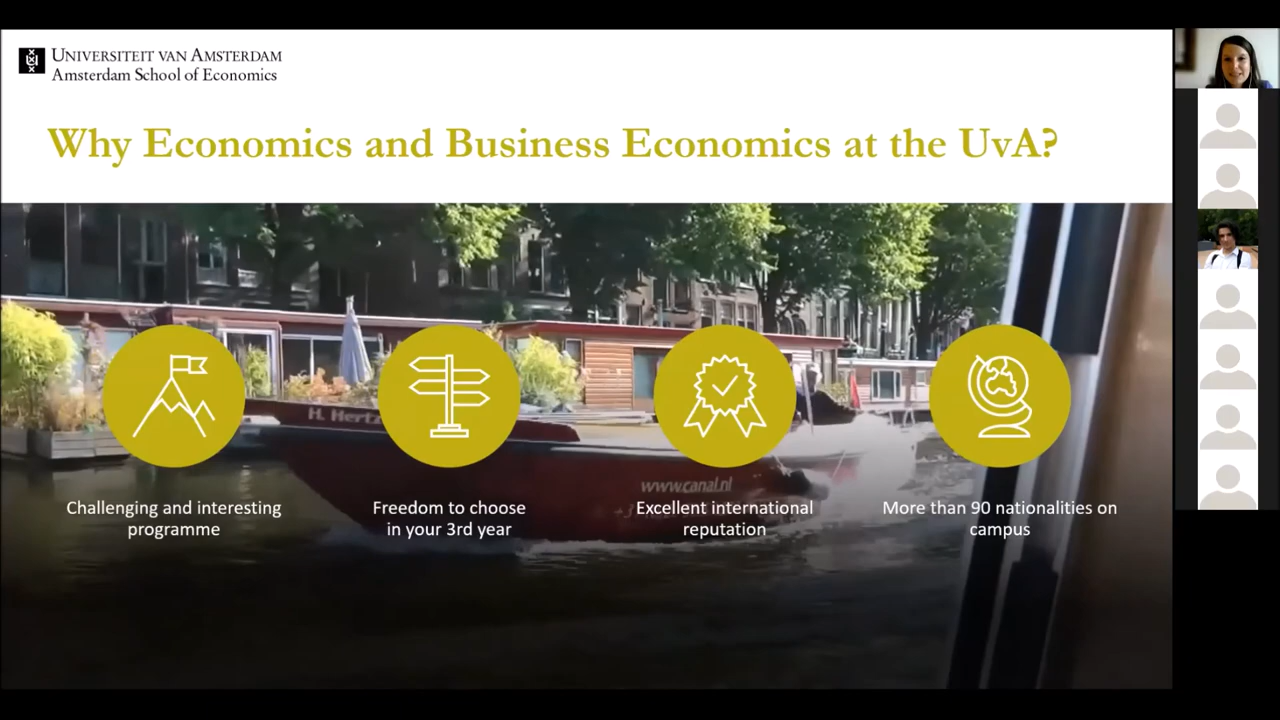 UNIVERSITEIT VAN AMSTERDAM
Amsterdam School of Economics
Why Economics and Business Economics at the UvA?
H. Hertz
www.canal.nl
Challenging and interesting
programme
Freedom to choose
in your 3rd year
Excellent international
reputation
More than 90 nationalities on
campus